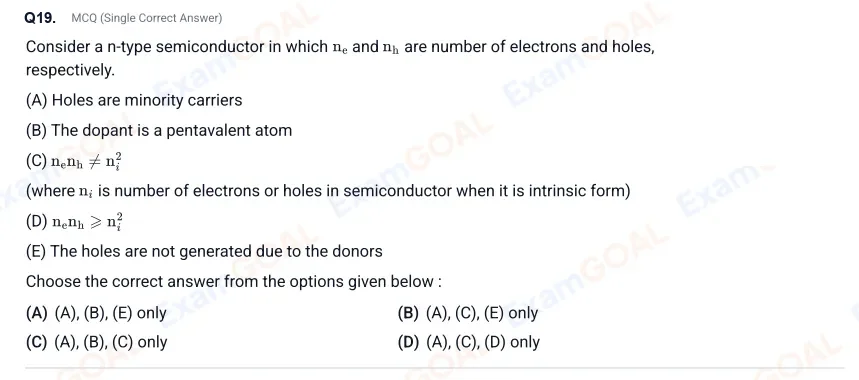 Q19. MCQ (Single Correct Answer)
Consider a n-type semiconductor in which nₑ and nₕ are number of electrons and holes,
respectively.
(A) Holes are minority carriers
(B) The dopant is a pentavalent atom
(C) nₑnₕ ≠ nᵢ²
(where nᵢ is number of electrons or holes in semiconductor when it is intrinsic form)
(D) nₑnₕ ⩾ nᵢ²
(E) The holes are not generated due to the donors
Choose the correct answer from the options given below :
(A) (A), (B), (E) only (B) (A), (C), (E) only
(C) (A), (B), (C) only (D) (A), (C), (D) only
ExamGOAL